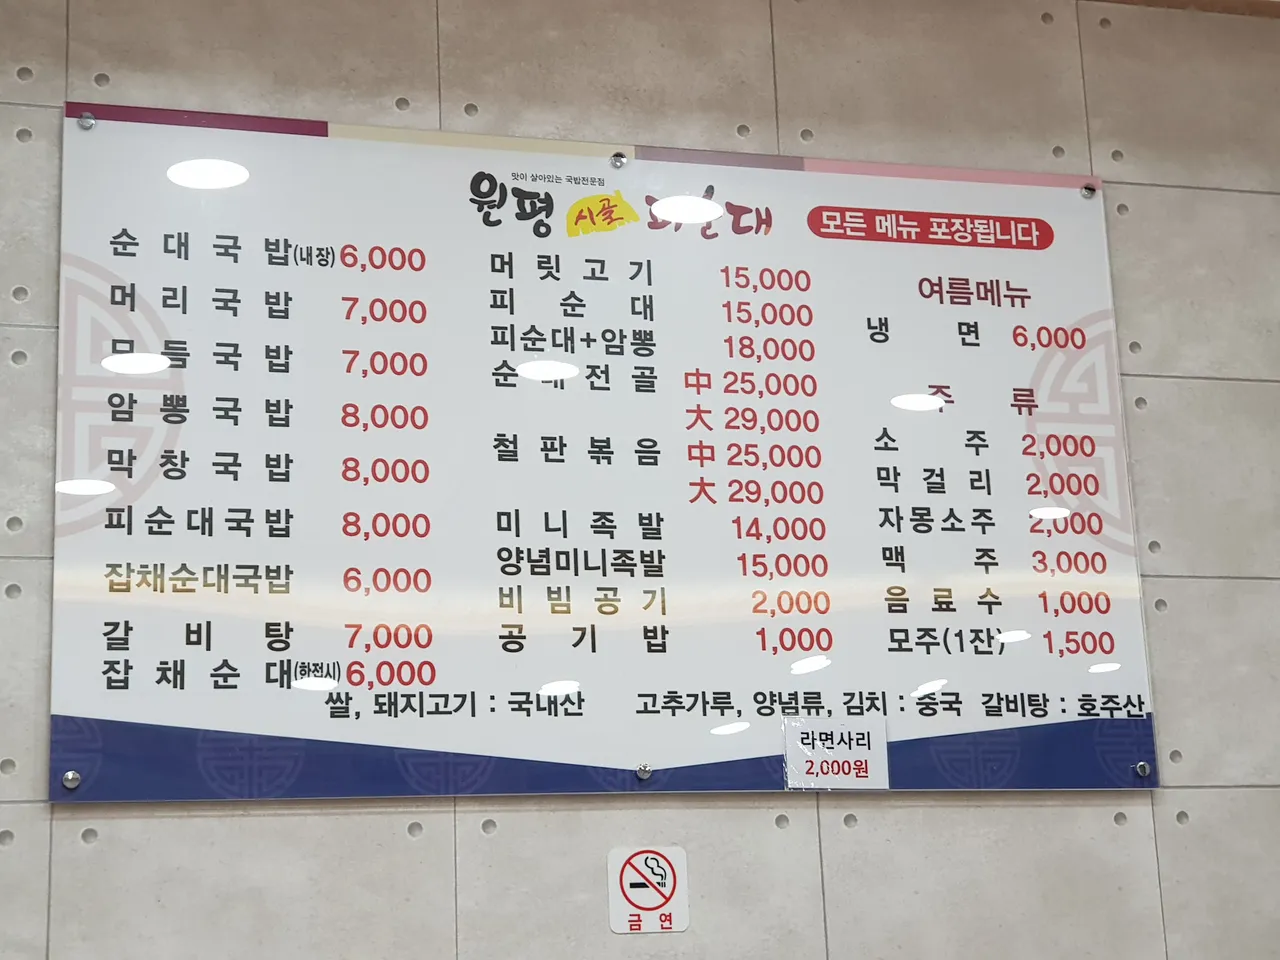 맛이 살아있는 국밥전문점
원평 시골 피순대
모든 메뉴 포장됩니다
순대국밥(내장) 6,000
머리국밥 7,000
모듬국밥 7,000
암뽕국밥 8,000
막창국밥 8,000
피순대국밥 8,000
잡채순대국밥 6,000
갈비탕 7,000
잡채순대(한접시) 6,000
머릿고기 15,000
피순대 15,000
피순대+암뽕 18,000
순대전골 中 25,000
大 29,000
철판볶음 中 25,000
大 29,000
미니족발 14,000
양념미니족발 15,000
비빔공기 2,000
공기밥 1,000
여름메뉴
냉면 6,000
주류
소주 2,000
막걸리 2,000
자몽소주 2,000
맥주 3,000
음료수 1,000
모주(1잔) 1,500
쌀, 돼지고기 : 국내산 고추가루, 양념류, 김치 : 중국 갈비탕 : 호주산
라면사리
2,000원
금연